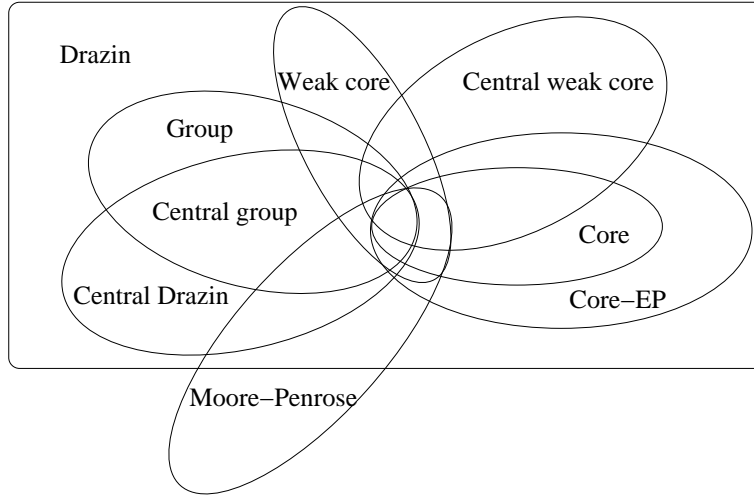 Drazin
Weak core
Central weak core
Group
Central group
Core
Central Drazin
Core−EP
Moore−Penrose